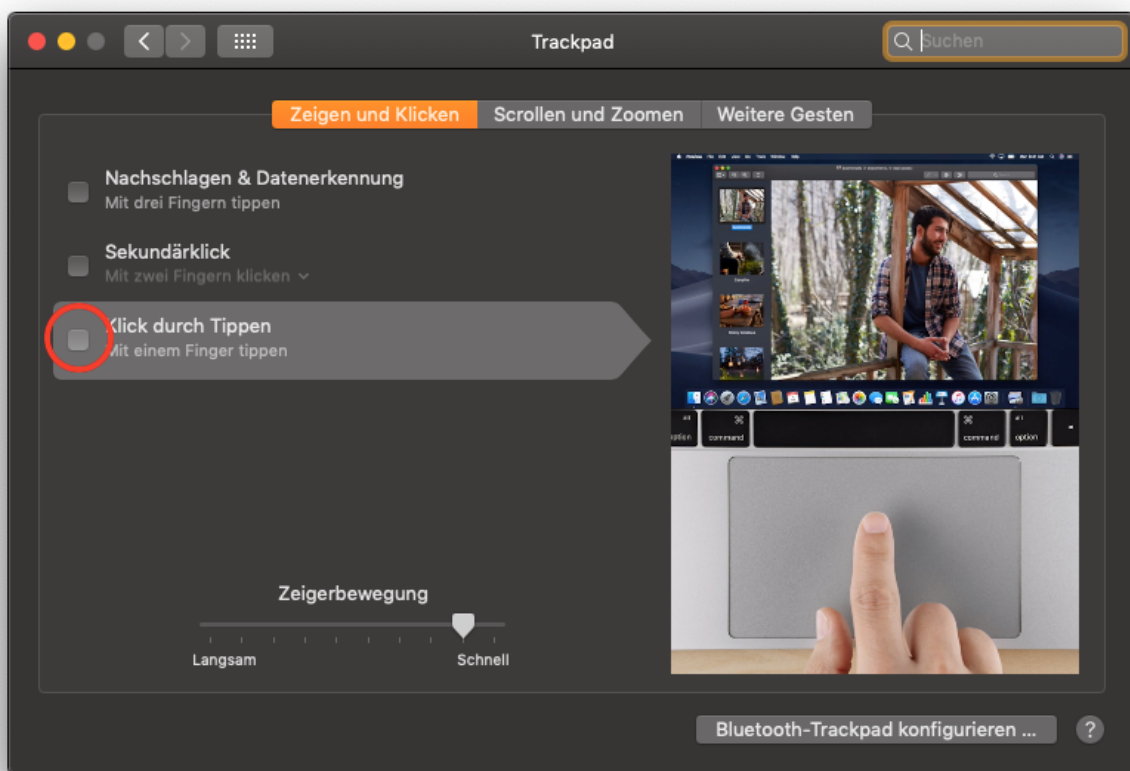 Trackpad
Suchen
Zeigen und Klicken
Scrollen und Zoomen
Weitere Gesten
Nachschlagen & Datenerkennung
Mit drei Fingern tippen
Sekundärklick
Mit zwei Fingern klicken
Klick durch Tippen
Mit einem Finger tippen
Zeigerbewegung
Langsam
Schnell
alt
option
⌘
command
⌘
command
alt
option
Bluetooth-Trackpad konfigurieren ...
?